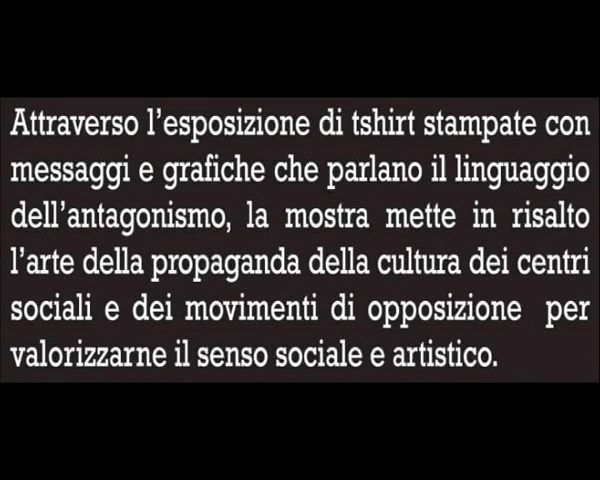 Attraverso l'esposizione di tshirt stampate con
messaggi e grafiche che parlano il linguaggio
dell'antagonismo, la mostra mette in risalto
l'arte della propaganda della cultura dei centri
sociali e dei movimenti di opposizione per
valorizzarne il senso sociale e artistico.